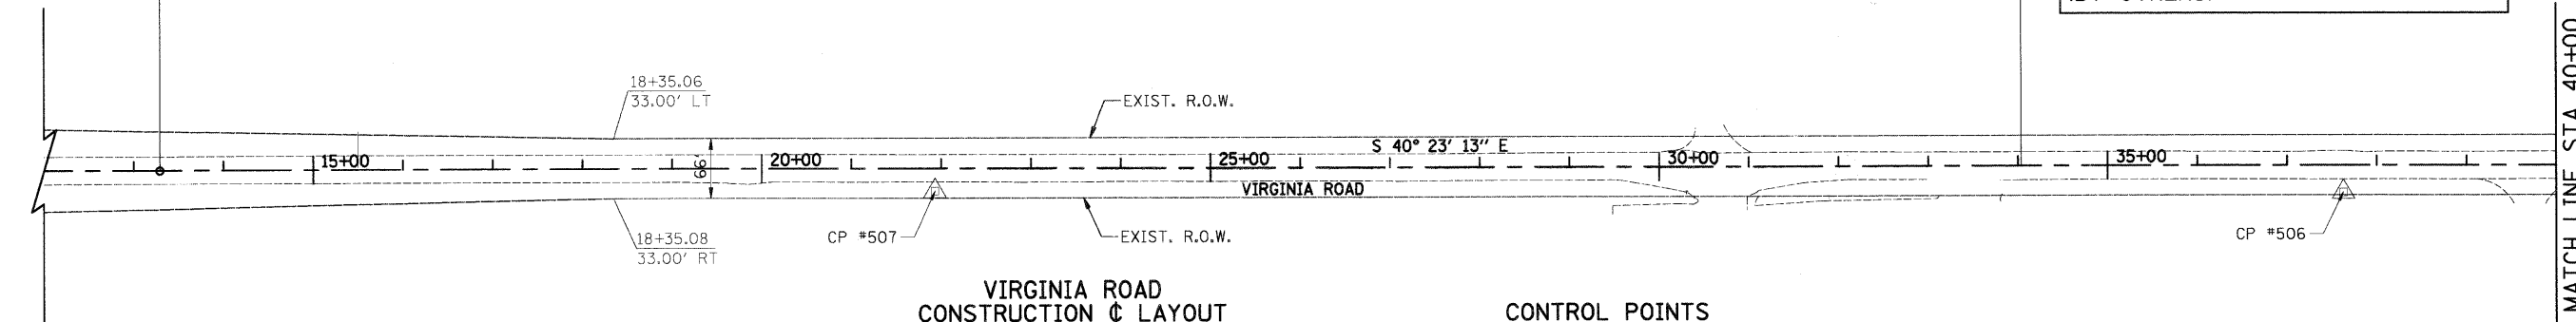 18+35.06
33.00' LT
EXIST. R.O.W.
S 40° 23' 13'' E
15+00
20+00
25+00
30+00
35+00
66'
VIRGINIA ROAD
CP #507
EXIST. R.O.W.
CP #506
18+35.08
33.00' RT
VIRGINIA ROAD
CONSTRUCTION ℄ LAYOUT
CONTROL POINTS
MATCH LINE STA 40+00